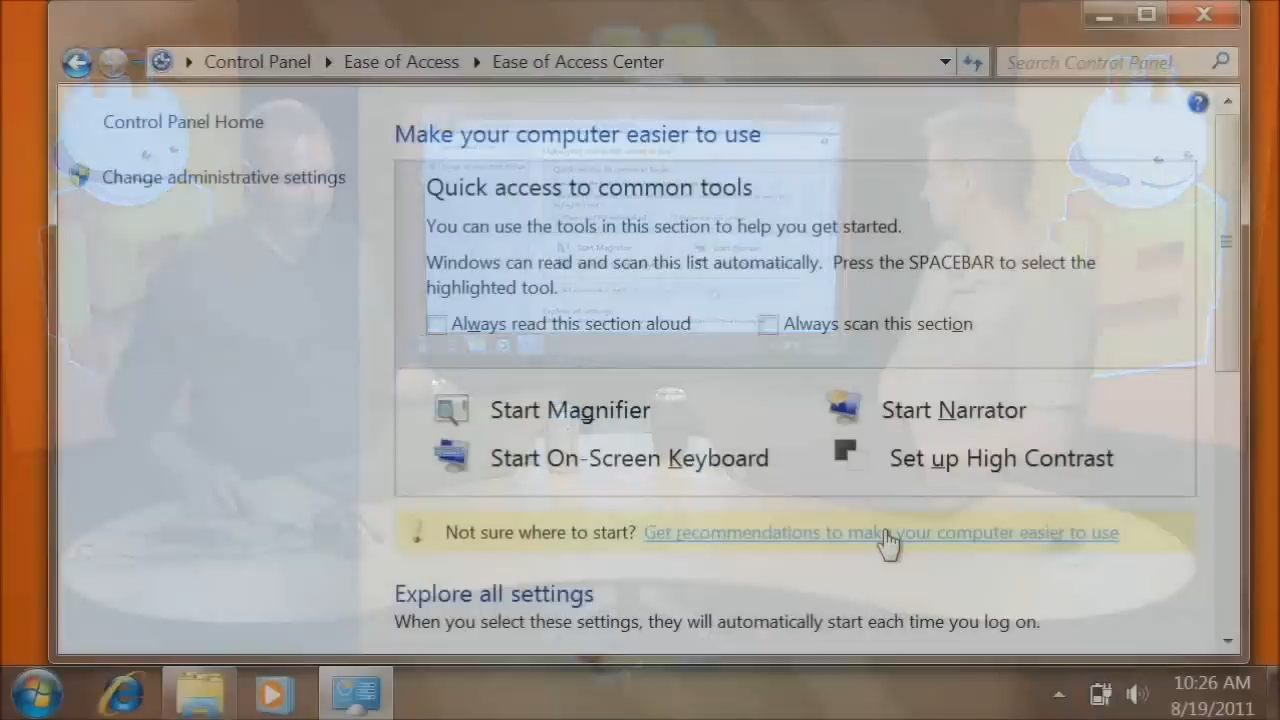 Control Panel Ease of Access Ease of Access Center
Search Control Panel
Control Panel Home
Change administrative settings
Make your computer easier to use
Quick access to common tools
You can use the tools in this section to help you get started.
Windows can read and scan this list automatically. Press the SPACEBAR to select the
highlighted tool.
Always read this section aloud Always scan this section
Start Magnifier Start Narrator
Start On-Screen Keyboard Set up High Contrast
Not sure where to start? Get recommendations to make your computer easier to use
Explore all settings
When you select these settings, they will automatically start each time you log on.
10:26 AM
8/19/2011